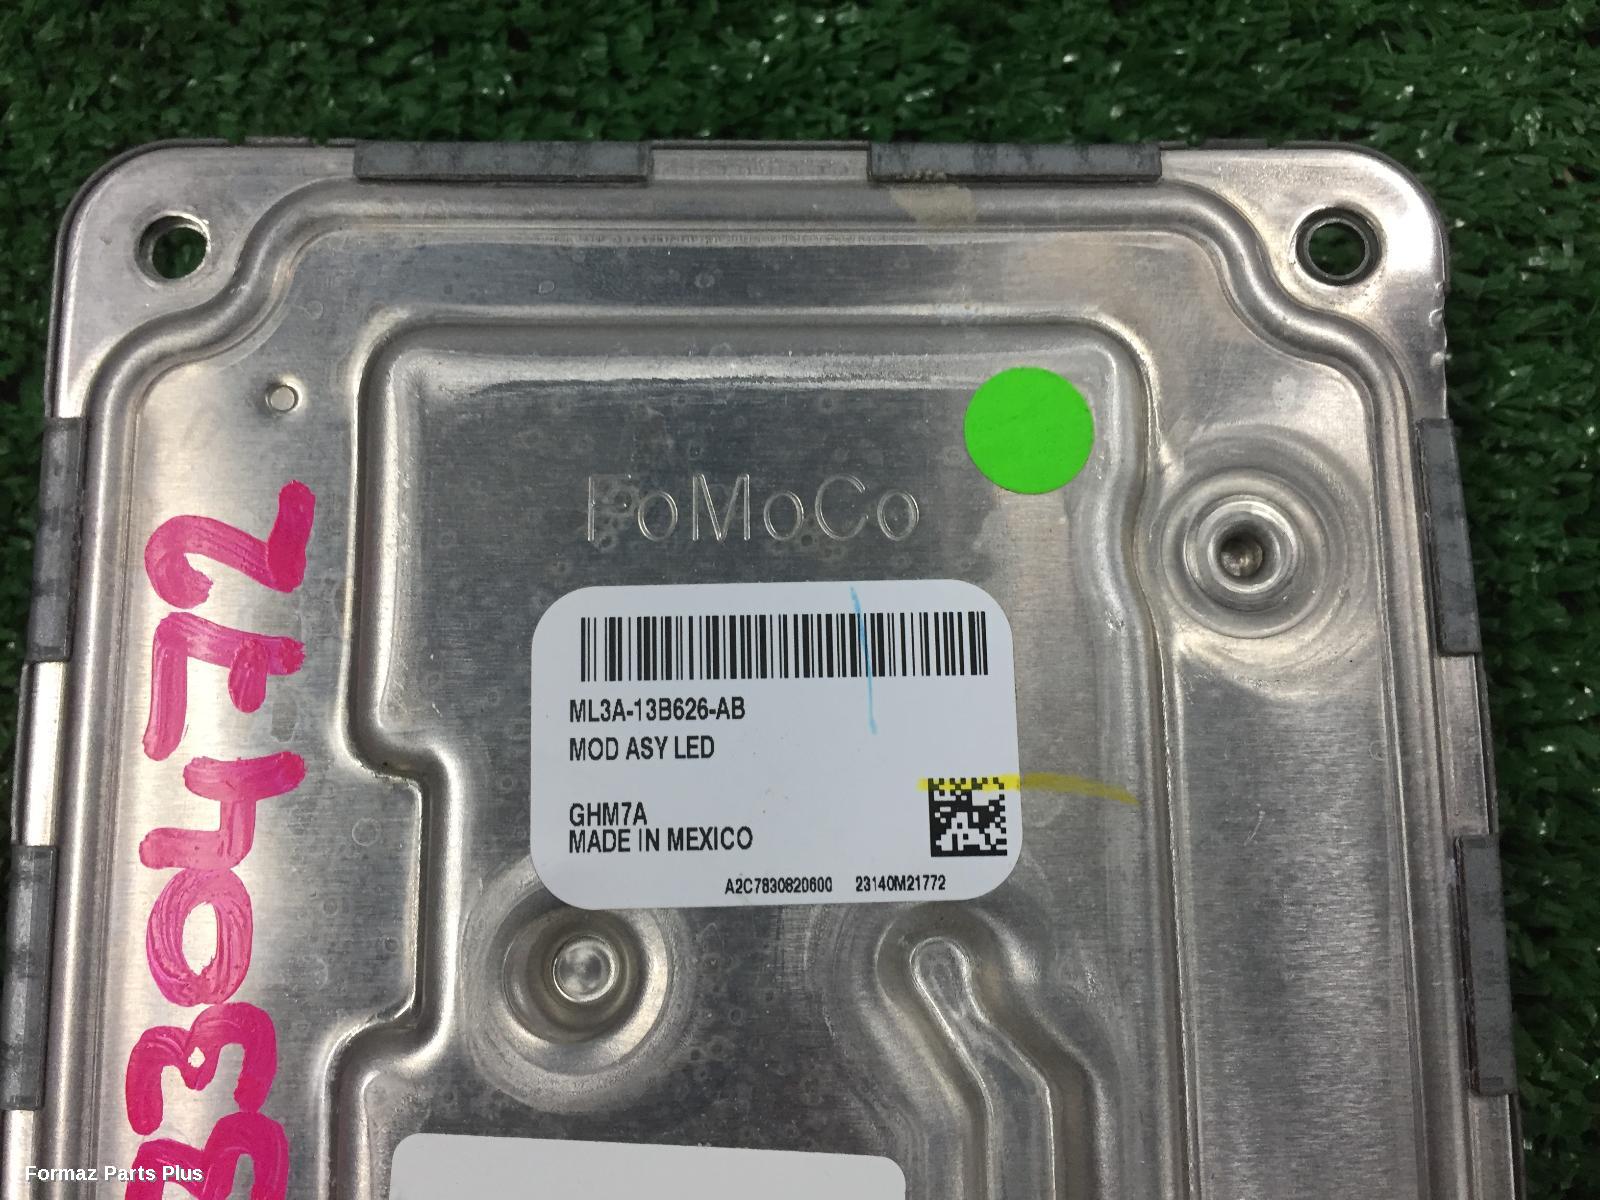 FoMoCo
ML3A-13B626-AB
MOD ASY LED
GHM7A
MADE IN MEXICO
A2C7830820600 23140M21772
Formaz Parts Plus